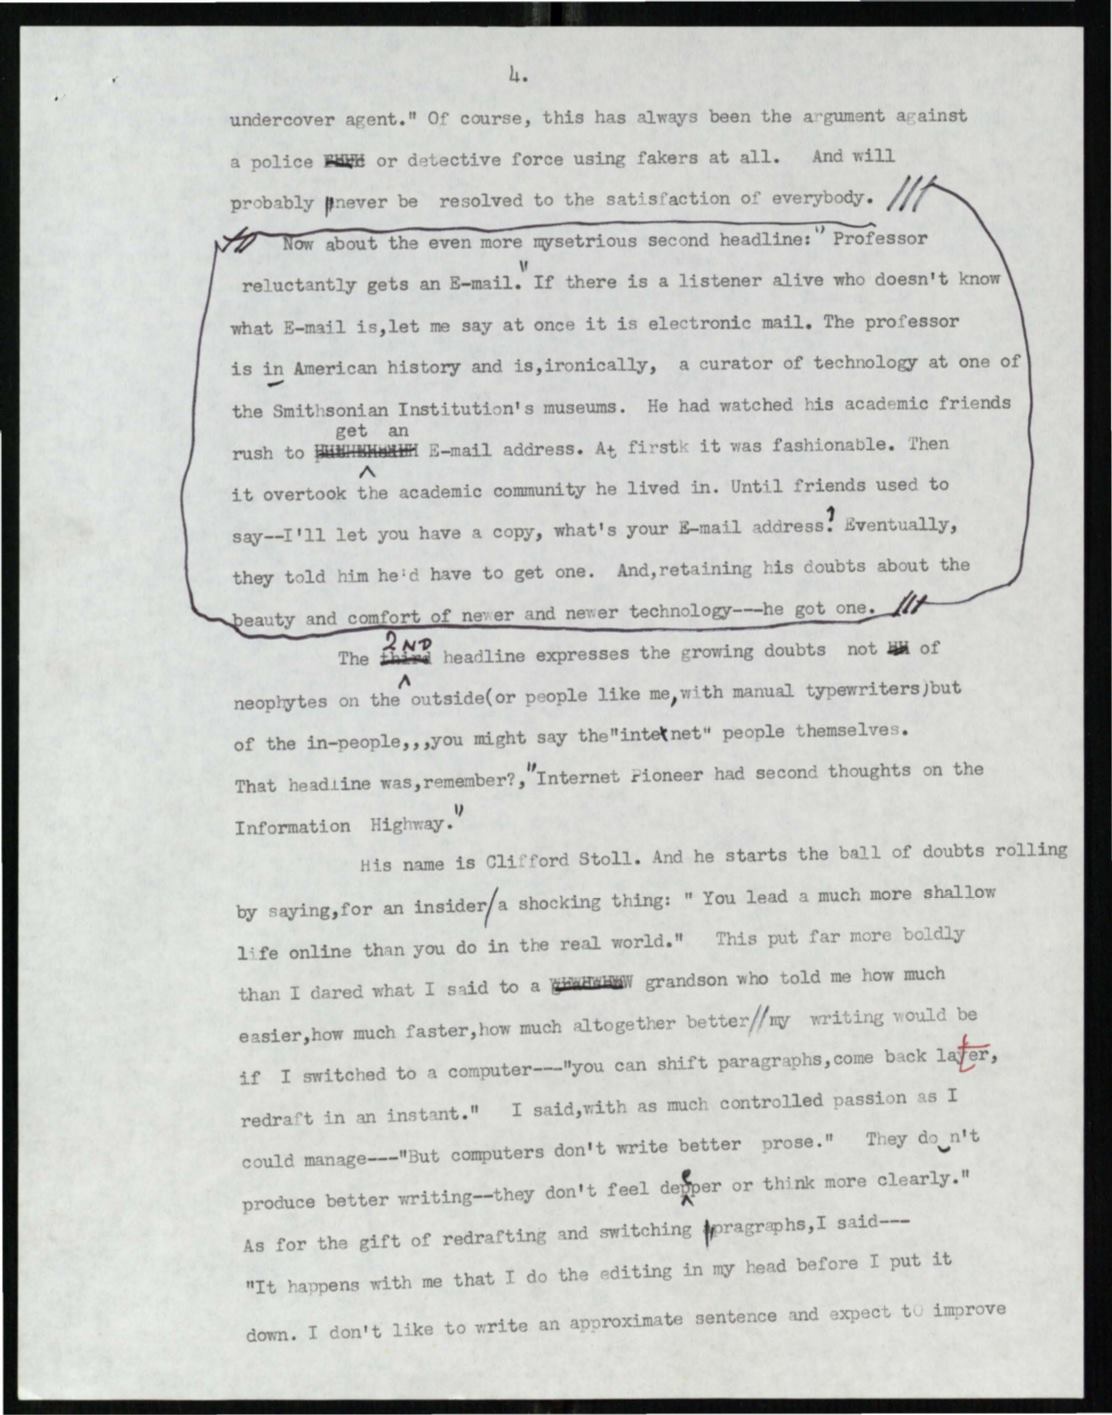 4.
undercover agent." Of course, this has always been the argument against
a police or detective force using fakers at all. And will
probably never be resolved to the satisfaction of everybody. ///
Now about the even more mysetrious second headline:" Professor
reluctantly gets an E-mail." If there is a listener alive who doesn't know
what E-mail is,let me say at once it is electronic mail. The professor
is in American history and is,ironically, a curator of technology at one of
the Smithsonian Institution's museums. He had watched his academic friends
get an
rush to E-mail address. At firstk it was fashionable. Then
it overtook the academic community he lived in. Until friends used to
say--I'll let you have a copy, what's your E-mail address? Eventually,
they told him he'd have to get one. And,retaining his doubts about the
beauty and comfort of newer and newer technology---he got one. ///
2ND
The third headline expresses the growing doubts not of
neophytes on the outside(or people like me,with manual typewriters)but
of the in-people,,,you might say the"internet" people themselves.
That headline was,remember?,"Internet Pioneer had second thoughts on the
Information Highway."
His name is Clifford Stoll. And he starts the ball of doubts rolling
by saying,for an insider/a shocking thing: " You lead a much more shallow
life online than you do in the real world." This put far more boldly
than I dared what I said to a grandson who told me how much
easier,how much faster,how much altogether better//my writing would be
if I switched to a computer---"you can shift paragraphs,come back later,
redraft in an instant." I said,with as much controlled passion as I
could manage---"But computers don't write better prose." They do n't
produce better writing--they don't feel deeper or think more clearly."
As for the gift of redrafting and switching pragraphs,I said---
"It happens with me that I do the editing in my head before I put it
down. I don't like to write an approximate sentence and expect to improve